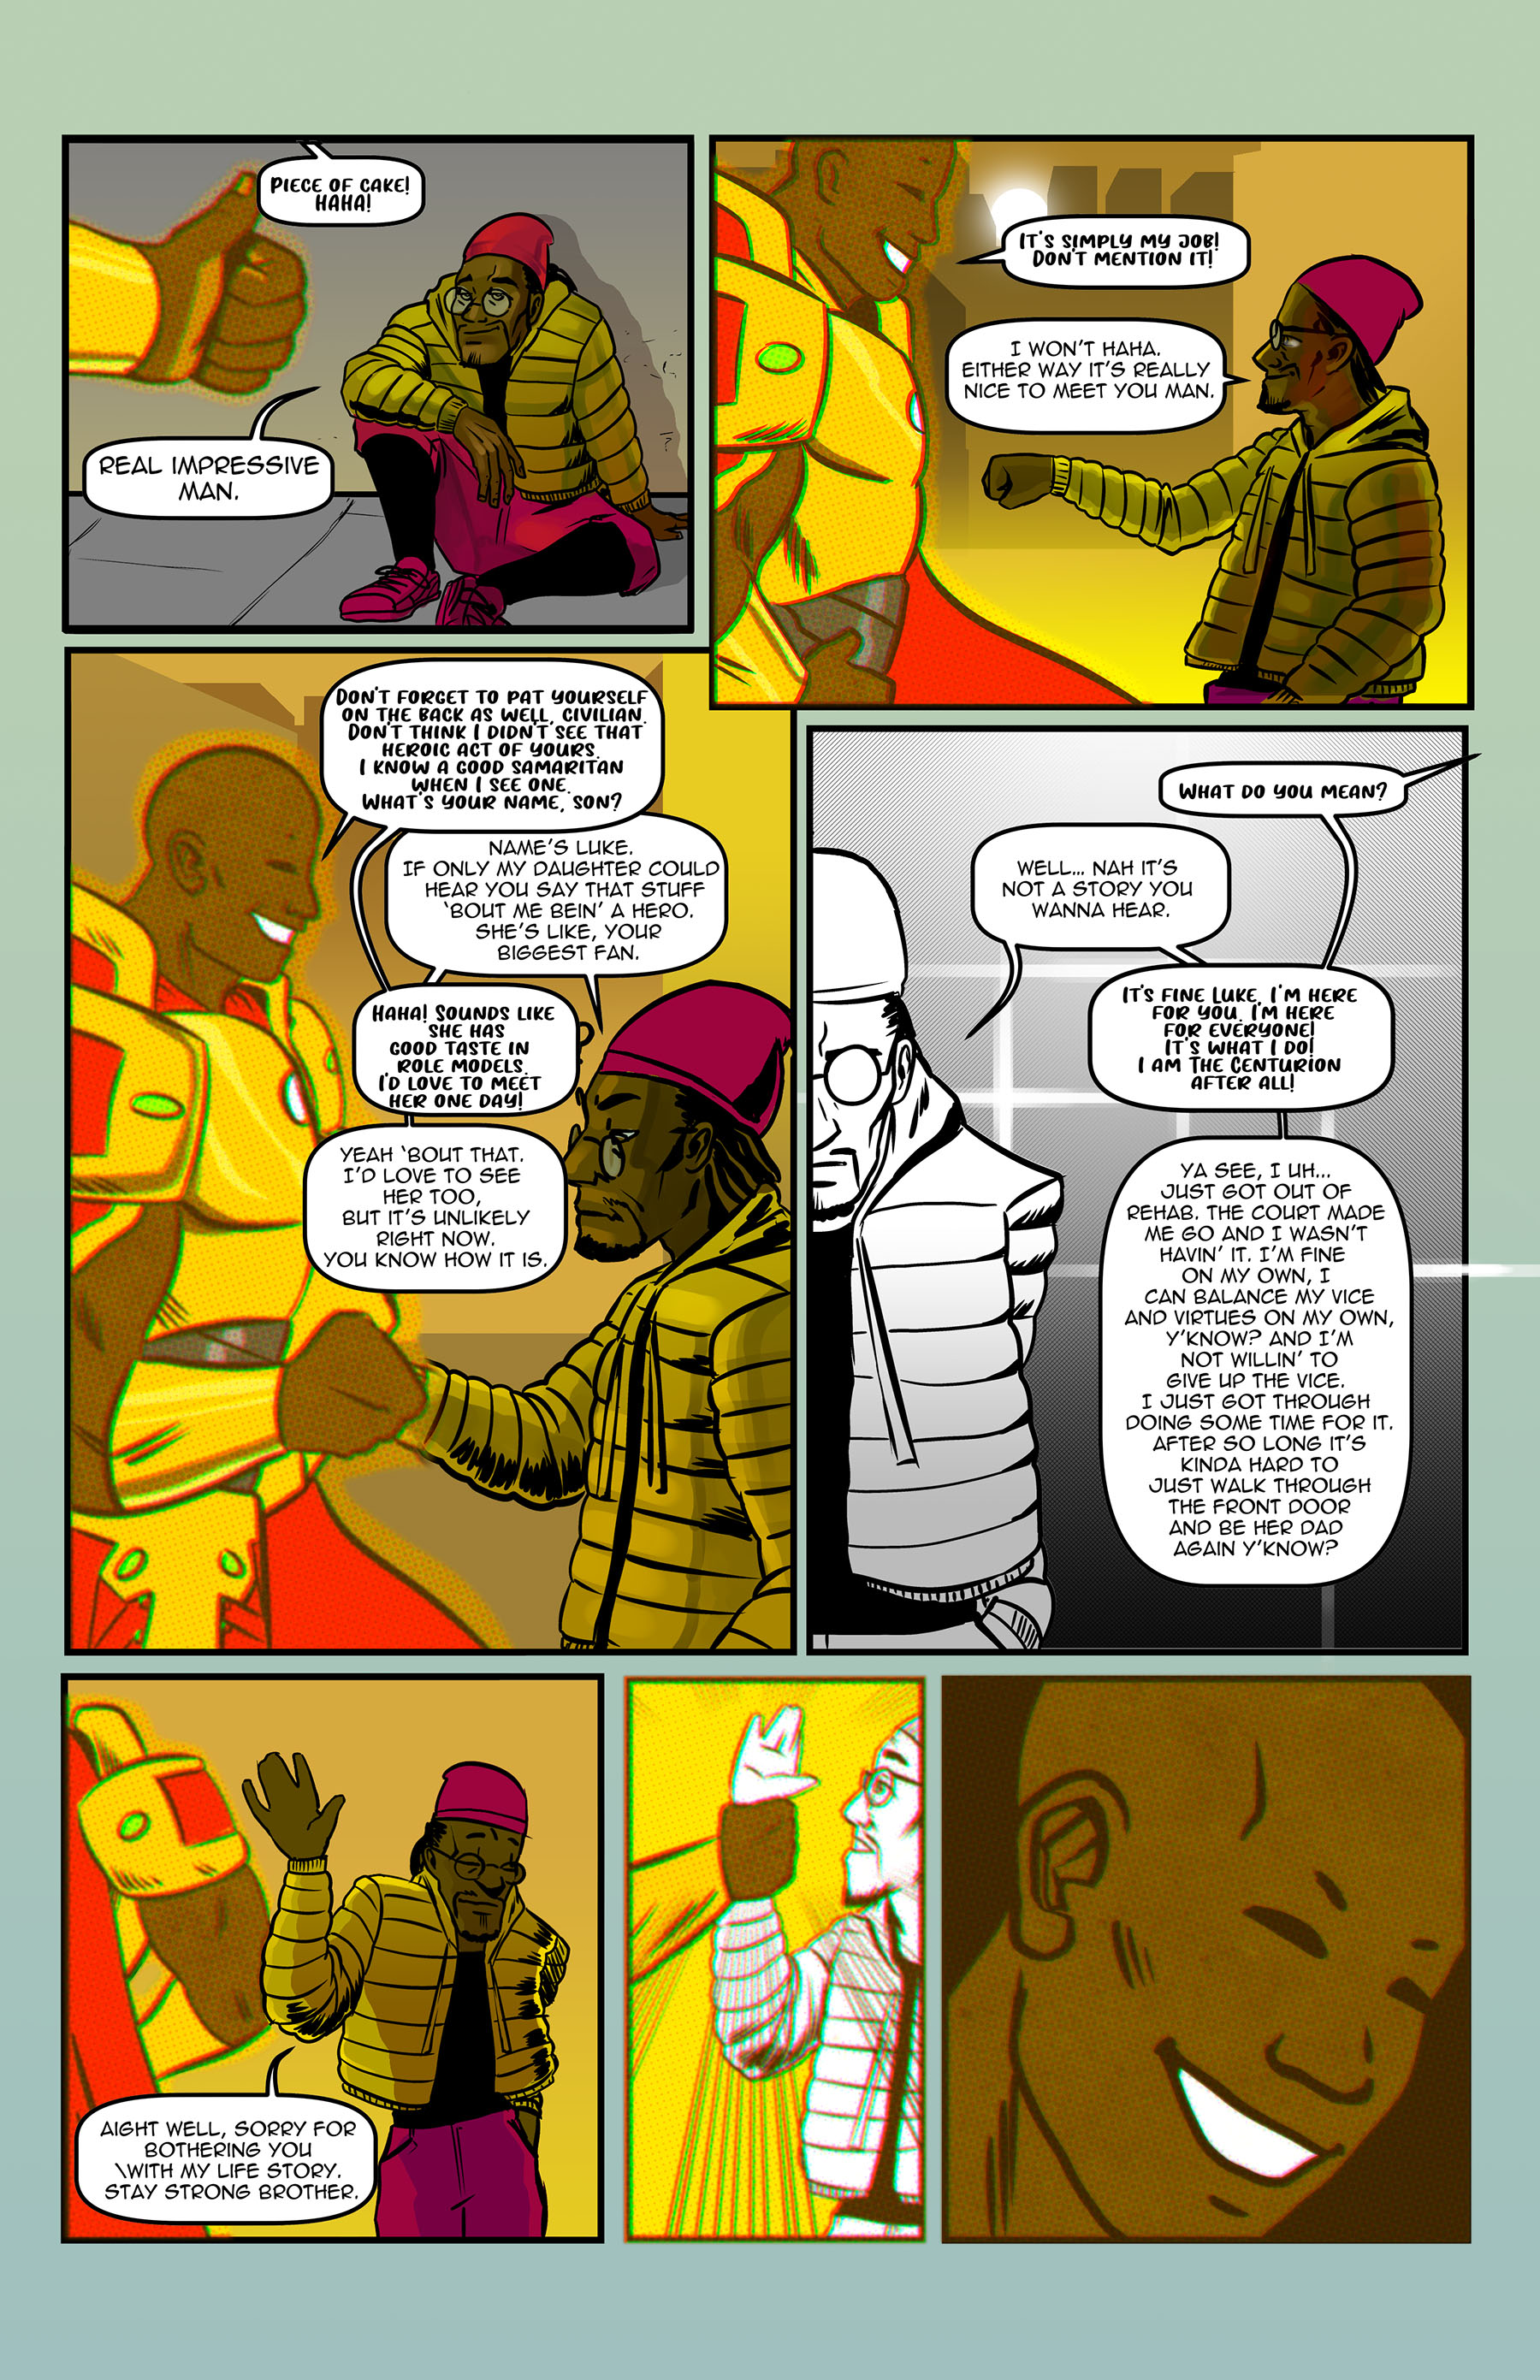 PIECE OF CAKE!
HAHA!
REAL IMPRESSIVE
MAN.
IT'S SIMPLY MY JOB!
DON'T MENTION IT!
I WON'T HAHA.
EITHER WAY IT'S REALLY
NICE TO MEET YOU MAN.
DON'T FORGET TO PAT YOURSELF
ON THE BACK AS WELL, CIVILIAN.
DON'T THINK I DIDN'T SEE THAT
HEROIC ACT OF YOURS.
I KNOW A GOOD SAMARITAN
WHEN I SEE ONE.
WHAT'S YOUR NAME, SON?
NAME'S LUKE.
IF ONLY MY DAUGHTER COULD
HEAR YOU SAY THAT STUFF
'BOUT ME BEIN' A HERO.
SHE'S LIKE, YOUR
BIGGEST FAN.
HAHA! SOUNDS LIKE
SHE HAS
GOOD TASTE IN
ROLE MODELS.
I'D LOVE TO MEET
HER ONE DAY!
YEAH 'BOUT THAT.
I'D LOVE TO SEE
HER TOO,
BUT IT'S UNLIKELY
RIGHT NOW.
YOU KNOW HOW IT IS.
WHAT DO YOU MEAN?
WELL... NAH IT'S
NOT A STORY YOU
WANNA HEAR.
IT'S FINE LUKE, I'M HERE
FOR YOU. I'M HERE
FOR EVERYONE!
IT'S WHAT I DO!
I AM THE CENTURION
AFTER ALL!
YA SEE, I UH...
JUST GOT OUT OF
REHAB. THE COURT MADE
ME GO AND I WASN'T
HAVIN' IT. I'M FINE
ON MY OWN, I
CAN BALANCE MY VICE
AND VIRTUES ON MY OWN,
Y'KNOW? AND I'M
NOT WILLIN' TO
GIVE UP THE VICE.
I JUST GOT THROUGH
DOING SOME TIME FOR IT.
AFTER SO LONG IT'S
KINDA HARD TO
JUST WALK THROUGH
THE FRONT DOOR
AND BE HER DAD
AGAIN Y'KNOW?
AIGHT WELL, SORRY FOR
BOTHERING YOU
\WITH MY LIFE STORY.
STAY STRONG BROTHER.